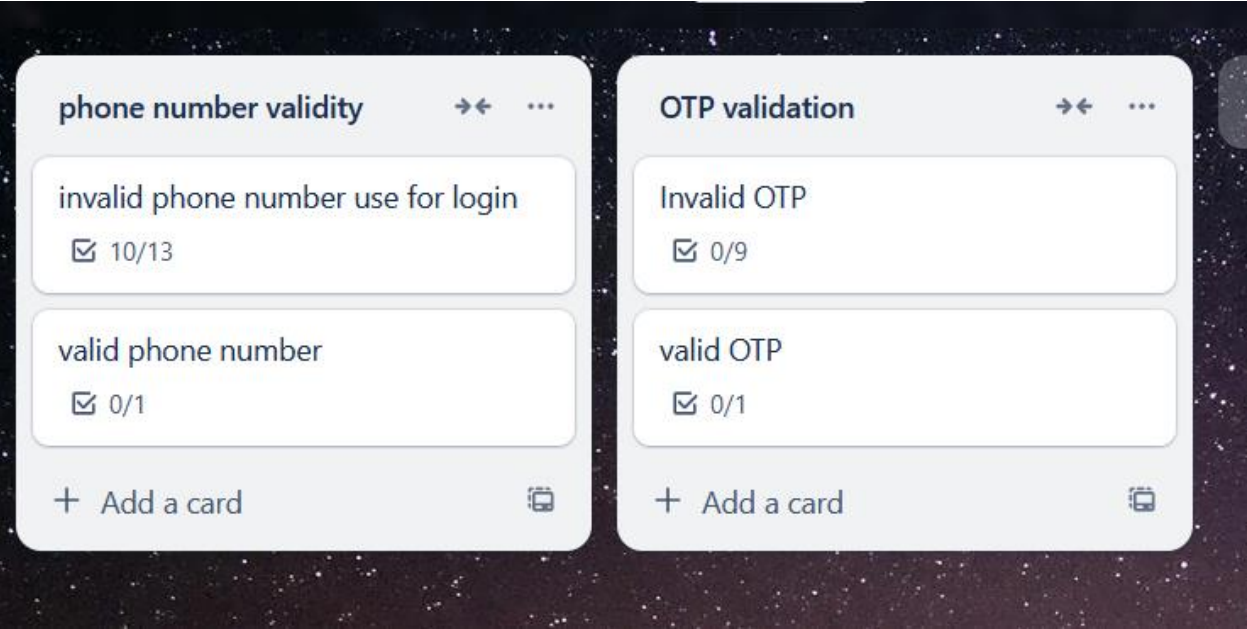 phone number validity
invalid phone number use for login
10/13
valid phone number
0/1
Add a card
OTP validation
Invalid OTP
0/9
valid OTP
0/1
Add a card